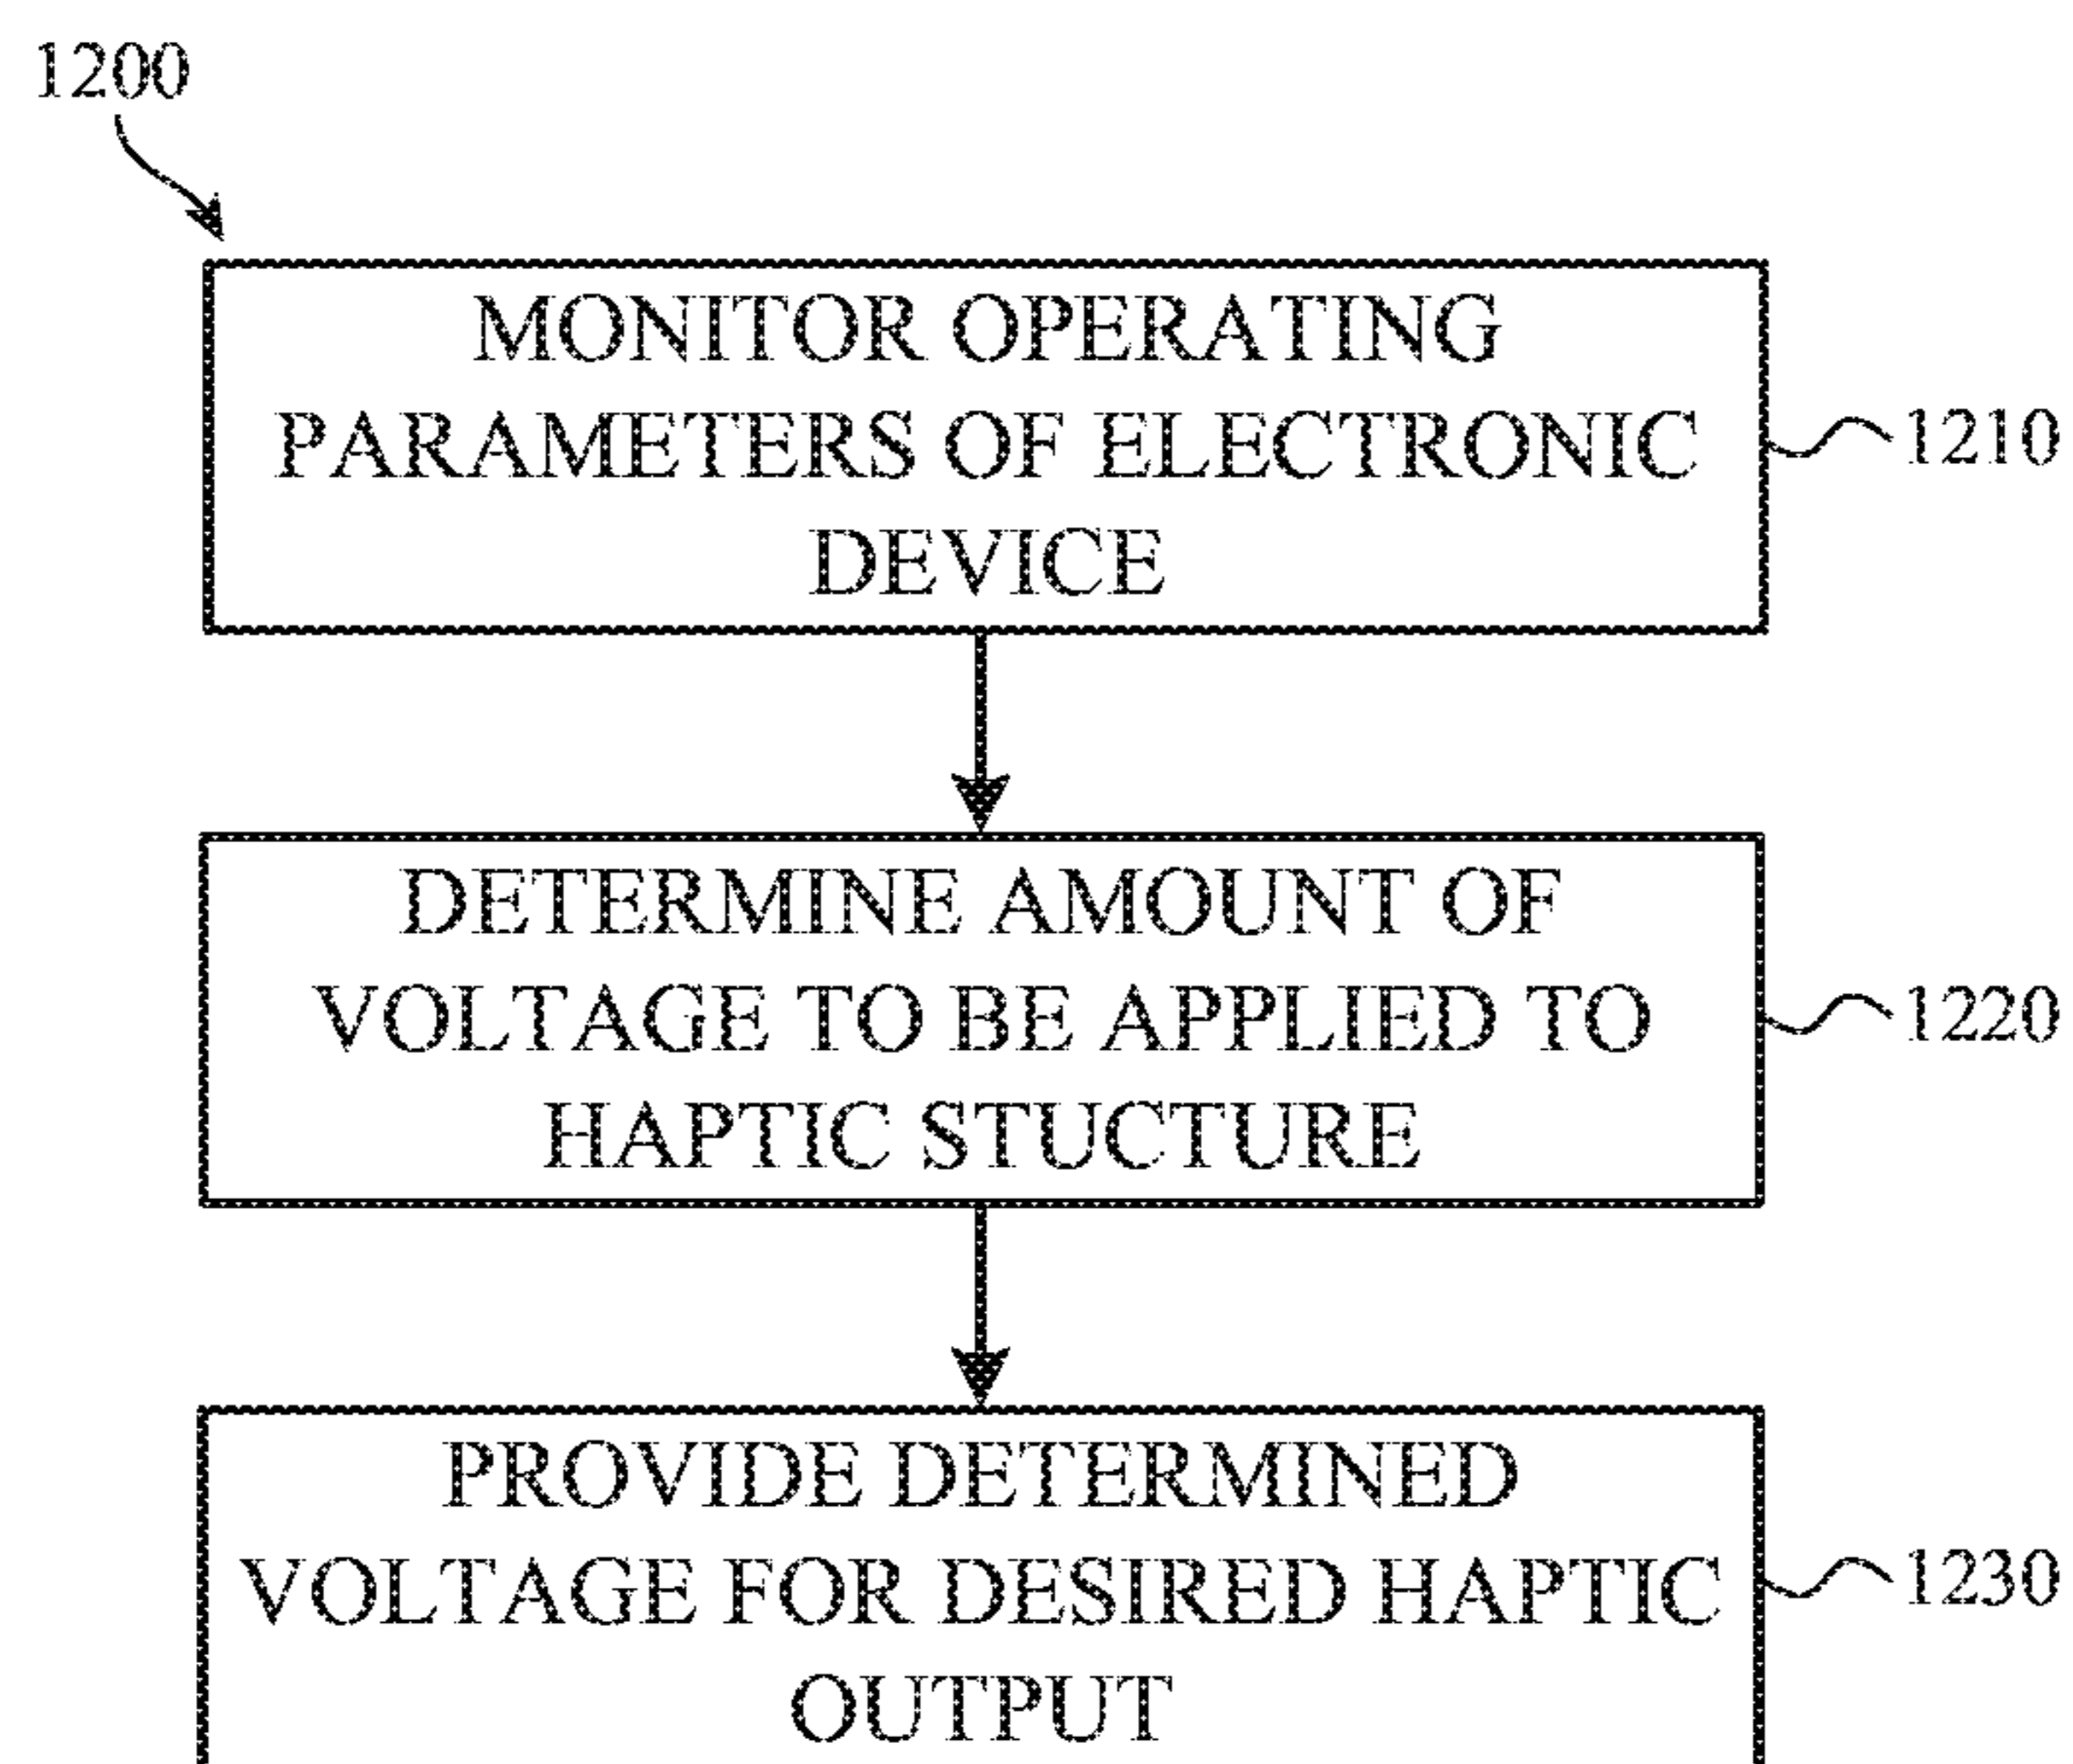 1200
MONITOR OPERATING
PARAMETERS OF ELECTRONIC
DEVICE
1210
DETERMINE AMOUNT OF
VOLTAGE TO BE APPLIED TO
HAPTIC STUCTURE
1220
PROVIDE DETERMINED
VOLTAGE FOR DESIRED HAPTIC
OUTPUT
1230